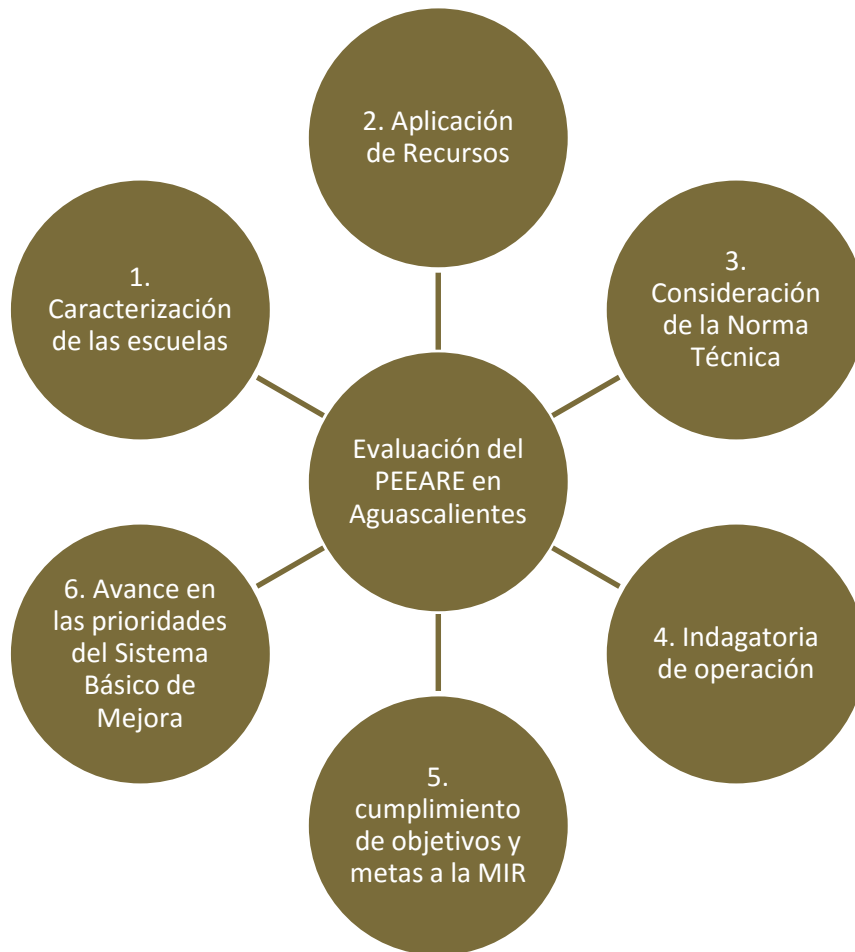 2. Aplicación
de Recursos
1.
Caracterización
de las escuelas
3.
Consideración
de la Norma
Técnica
Evaluación del
PEEARE en
Aguascalientes
6. Avance en
las prioridades
del Sistema
Básico de
Mejora
4. Indagatoria
de operación
5.
cumplimiento
de objetivos y
metas a la MIR